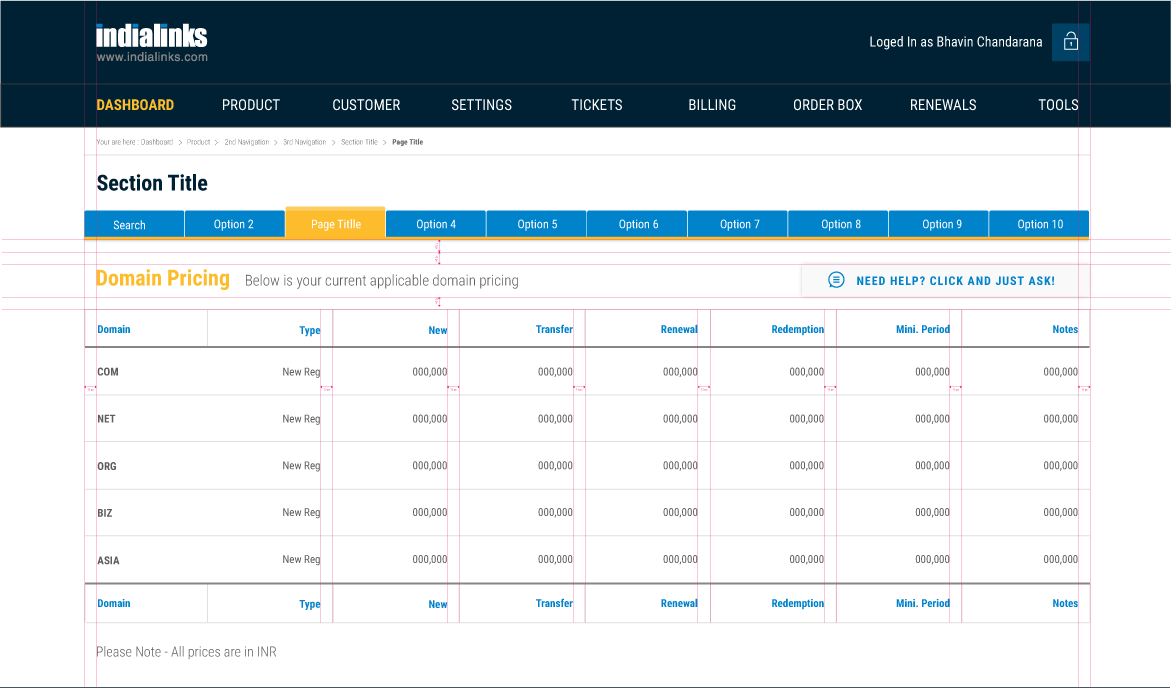 indialinks
www.indialinks.com
Loged In as Bhavin Chandarana
DASHBOARD PRODUCT CUSTOMER SETTINGS TICKETS BILLING ORDER BOX RENEWALS TOOLS
Your are here : Dashboard > Product > 2nd Navigation > 3rd Navigation > Section Title > Page Title
Section Title
Search Option 2 Page Titlle Option 4 Option 5 Option 6 Option 7 Option 8 Option 9 Option 10
Domain Pricing Below is your current applicable domain pricing
NEED HELP? CLICK AND JUST ASK!
Domain Type New Transfer Renewal Redemption Mini. Period Notes
COM New Reg 000,000 000,000 000,000 000,000 000,000 000,000
NET New Reg 000,000 000,000 000,000 000,000 000,000 000,000
ORG New Reg 000,000 000,000 000,000 000,000 000,000 000,000
BIZ New Reg 000,000 000,000 000,000 000,000 000,000 000,000
ASIA New Reg 000,000 000,000 000,000 000,000 000,000 000,000
Domain Type New Transfer Renewal Redemption Mini. Period Notes
Please Note - All prices are in INR